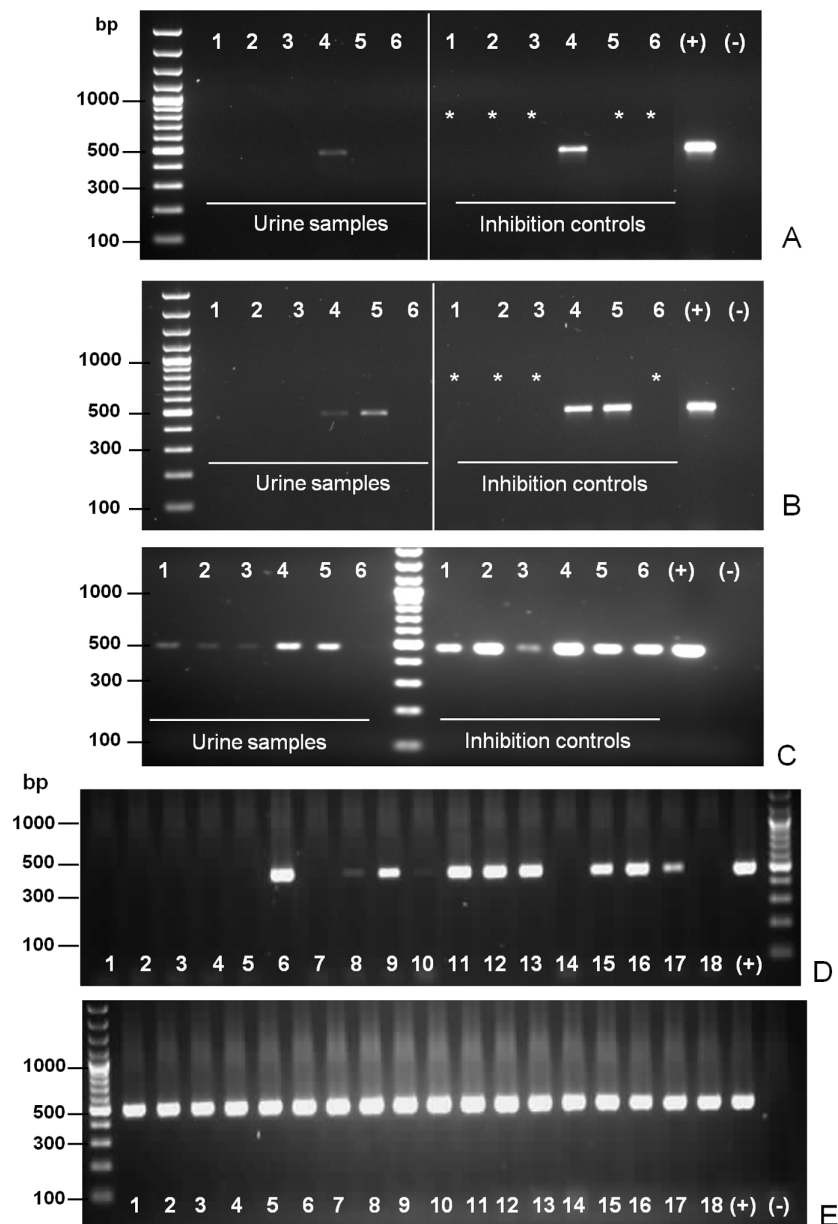 bp
1 2 3 4 5 6 1 2 3 4 5 6 (+) (-)
1000
* * * * *
500
300
Urine samples Inhibition controls
100
A
1 2 3 4 5 6 1 2 3 4 5 6 (+) (-)
1000
* * * *
500
300
Urine samples Inhibition controls
100
B
1 2 3 4 5 6 1 2 3 4 5 6 (+) (-)
1000
500
300
100
Urine samples Inhibition controls
C
bp
1000
500
300
100
1 2 3 4 5 6 7 8 9 10 11 12 13 14 15 16 17 18 (+)
D
1000
500
300
100
1 2 3 4 5 6 7 8 9 10 11 12 13 14 15 16 17 18 (+) (-)
E